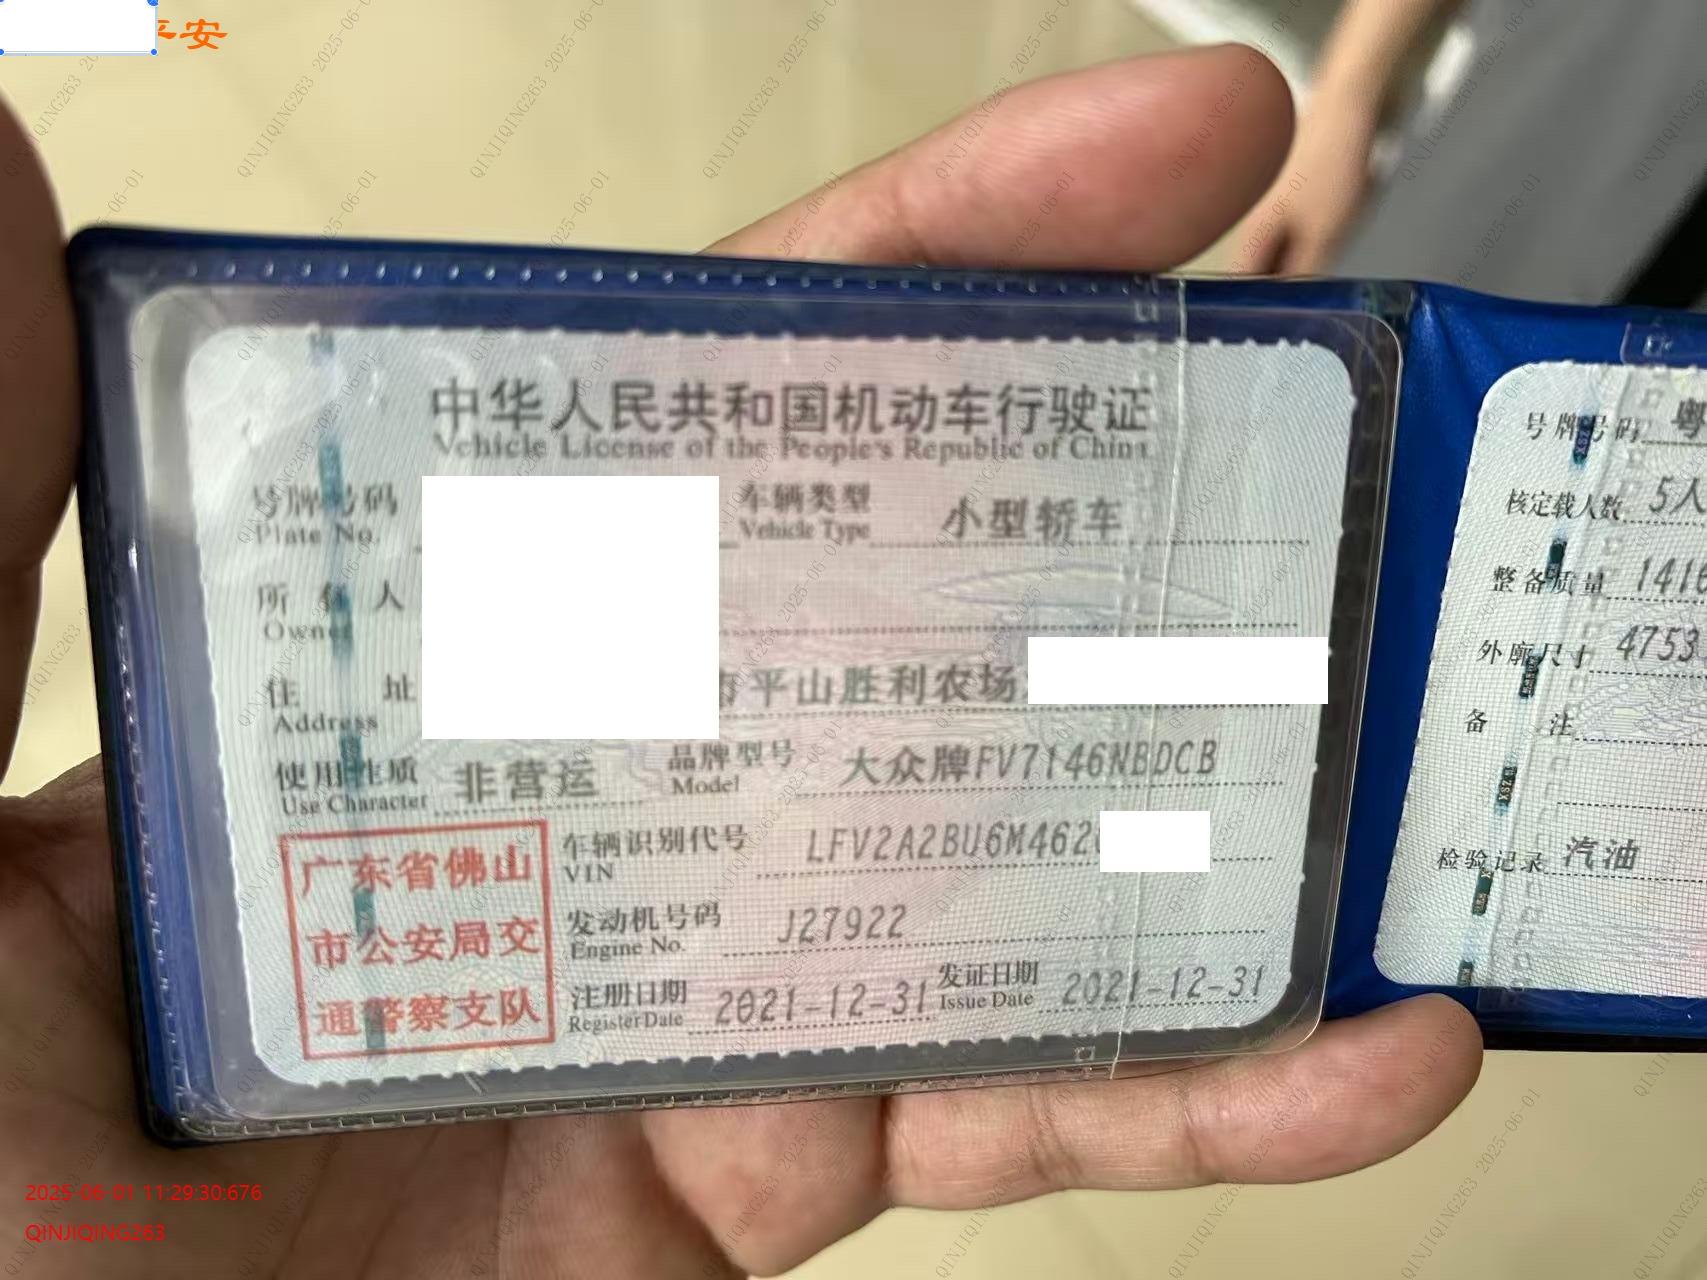 平安
中华人民共和国机动车行驶证
Vehicle License of the People's Republic of China
号牌号码
Plate No.
车辆类型 小型轿车
Vehicle Type
所有人
Owner
住址 市平山胜利农场
Address
使用性质 非营运
Use Character
品牌型号 大众牌FV7146NBDCB
Model
车辆识别代号 LFV2A2BU6M462
VIN
发动机号码 J27922
Engine No.
注册日期 2021-12-31
Register Date
发证日期 2021-12-31
Issue Date
广东省佛山
市公安局交
通警察支队
号牌号码 粤
核定载人数 5人
整备质量 1416
外廓尺寸 4753
备注
检验记录 汽油
2025-06-01 11:29:30:676
QINJIQING263
QINJIQING263 2025-06-01